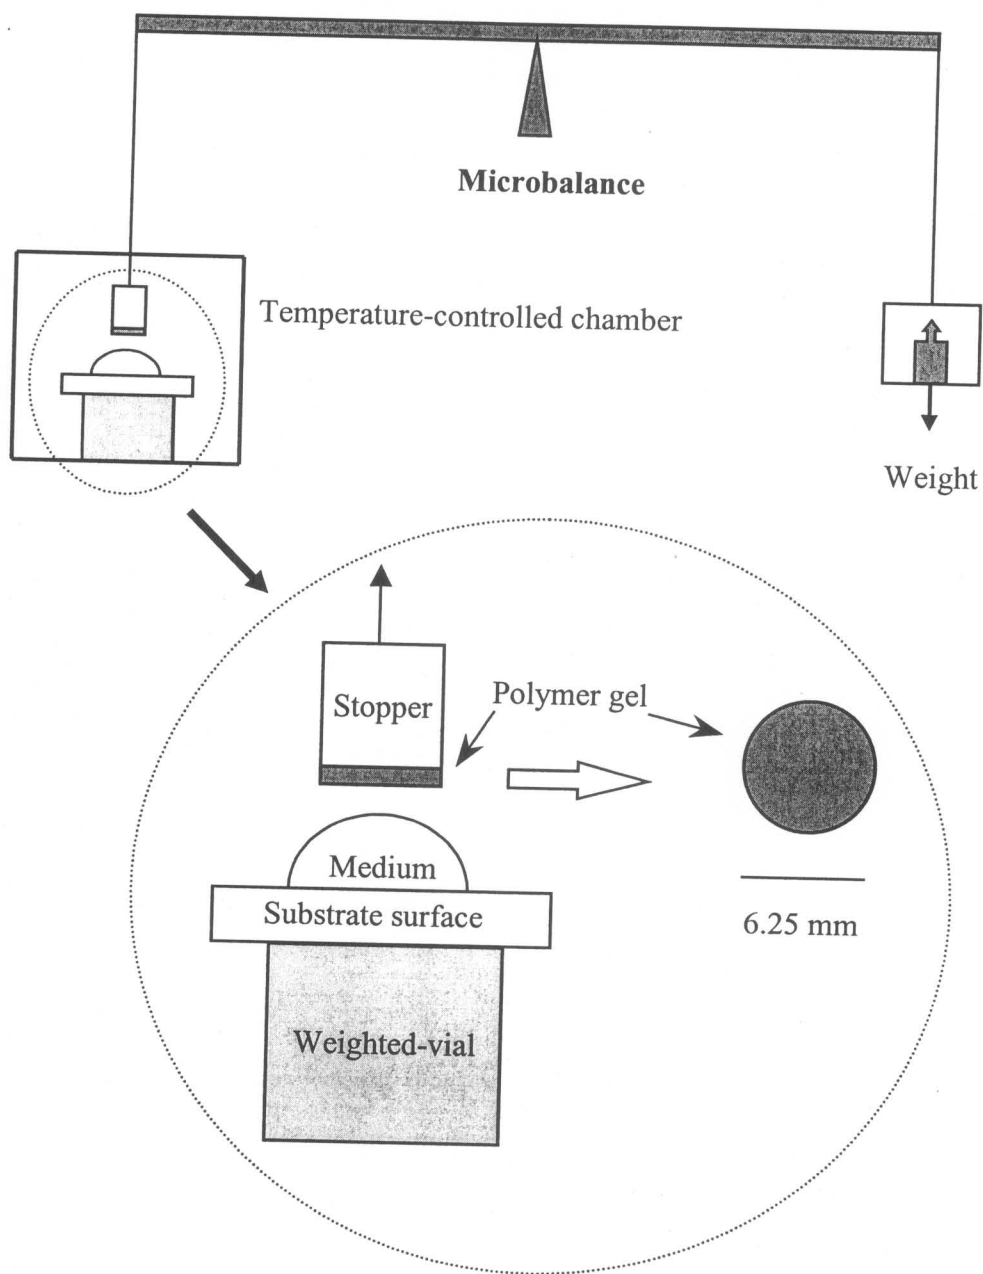 Microbalance
Temperature-controlled chamber
Weight
Polymer gel
Stopper
Medium
Substrate surface
6.25 mm
Weighted-vial